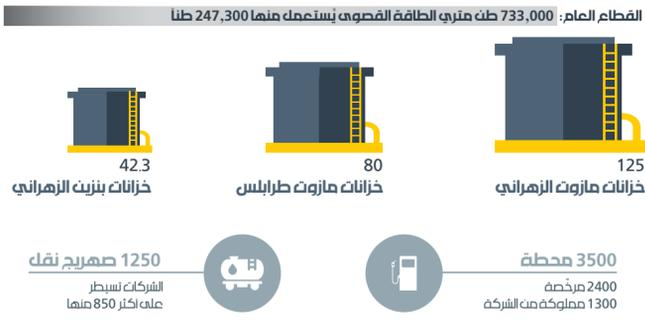 القطاع العام: 733,000 طن متري الطاقة القصوى يُستعمل منها 247,300 طناً
125
خزانات مازوت الزهراني
80
خزانات مازوت طرابلس
42.3
خزانات بنزين الزهراني
3500 محطة
2400 مرخّصة
1300 مملوكة من الشركة
1250 صهريج نقل
الشركات تسيطر
على أكثر 850 منها